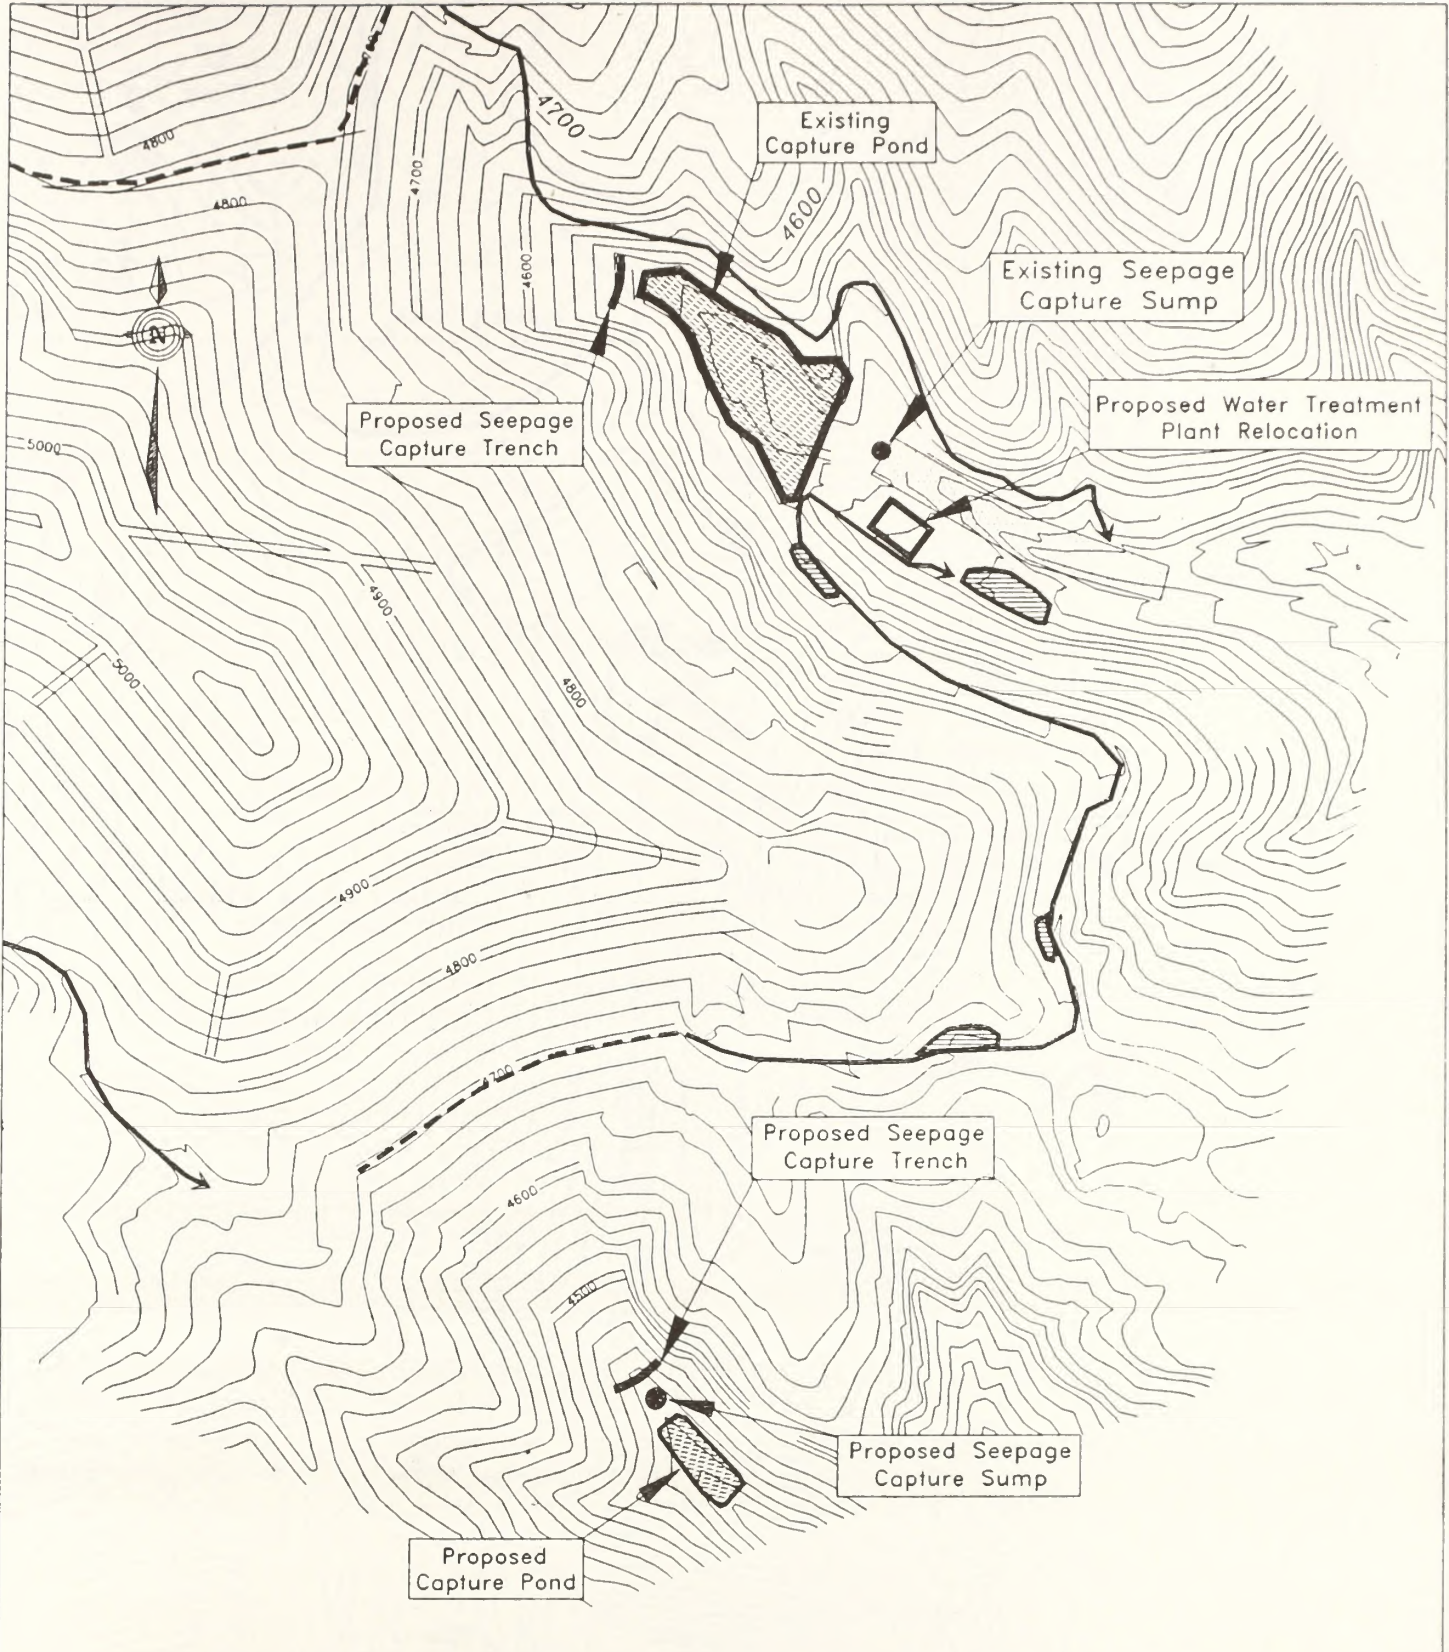 4700
4800
4700
Existing
Capture Pond
4800
4600
4600
Existing Seepage
Capture Sump
N
Proposed Water Treatment
Plant Relocation
Proposed Seepage
Capture Trench
5000
4900
5000
4800
4900
4800
4700
Proposed Seepage
Capture Trench
4600
4500
Proposed Seepage
Capture Sump
Proposed
Capture Pond